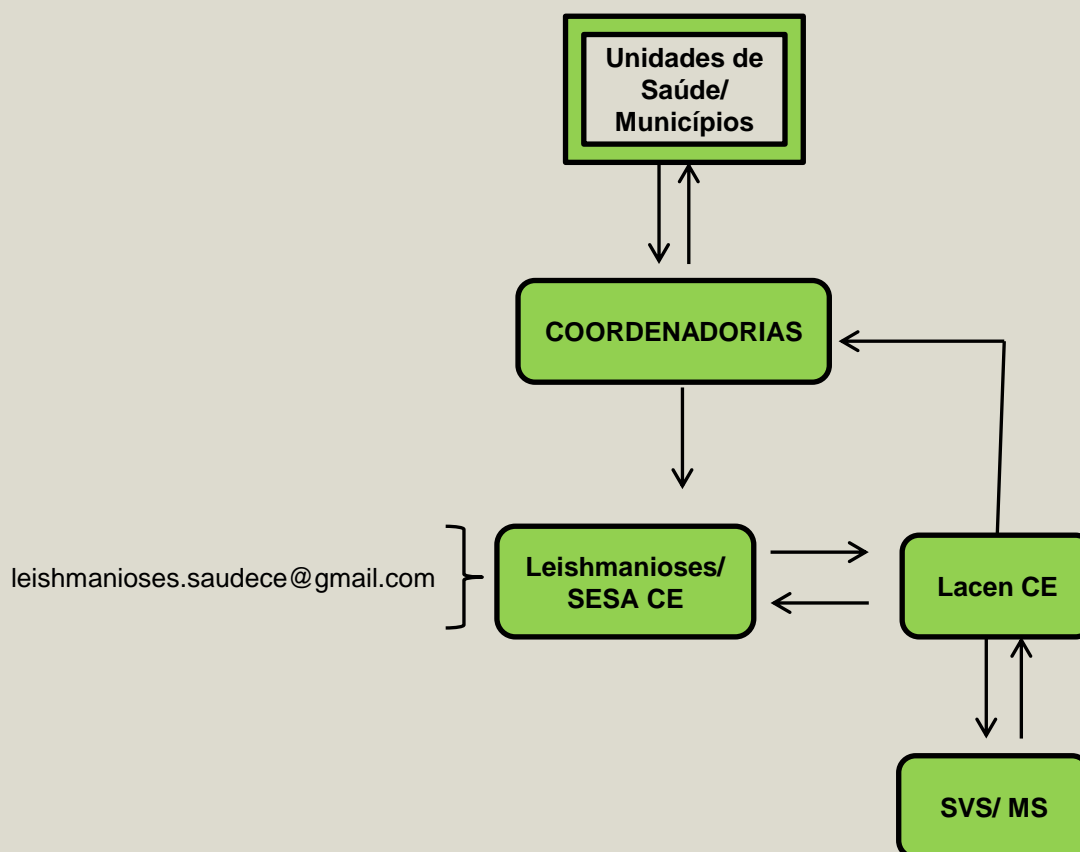 Unidades de
Saúde/
Municípios
COORDENADORIAS
leishmanioses.saudece@gmail.com
Leishmanioses/
SESA CE
Lacen CE
SVS/ MS